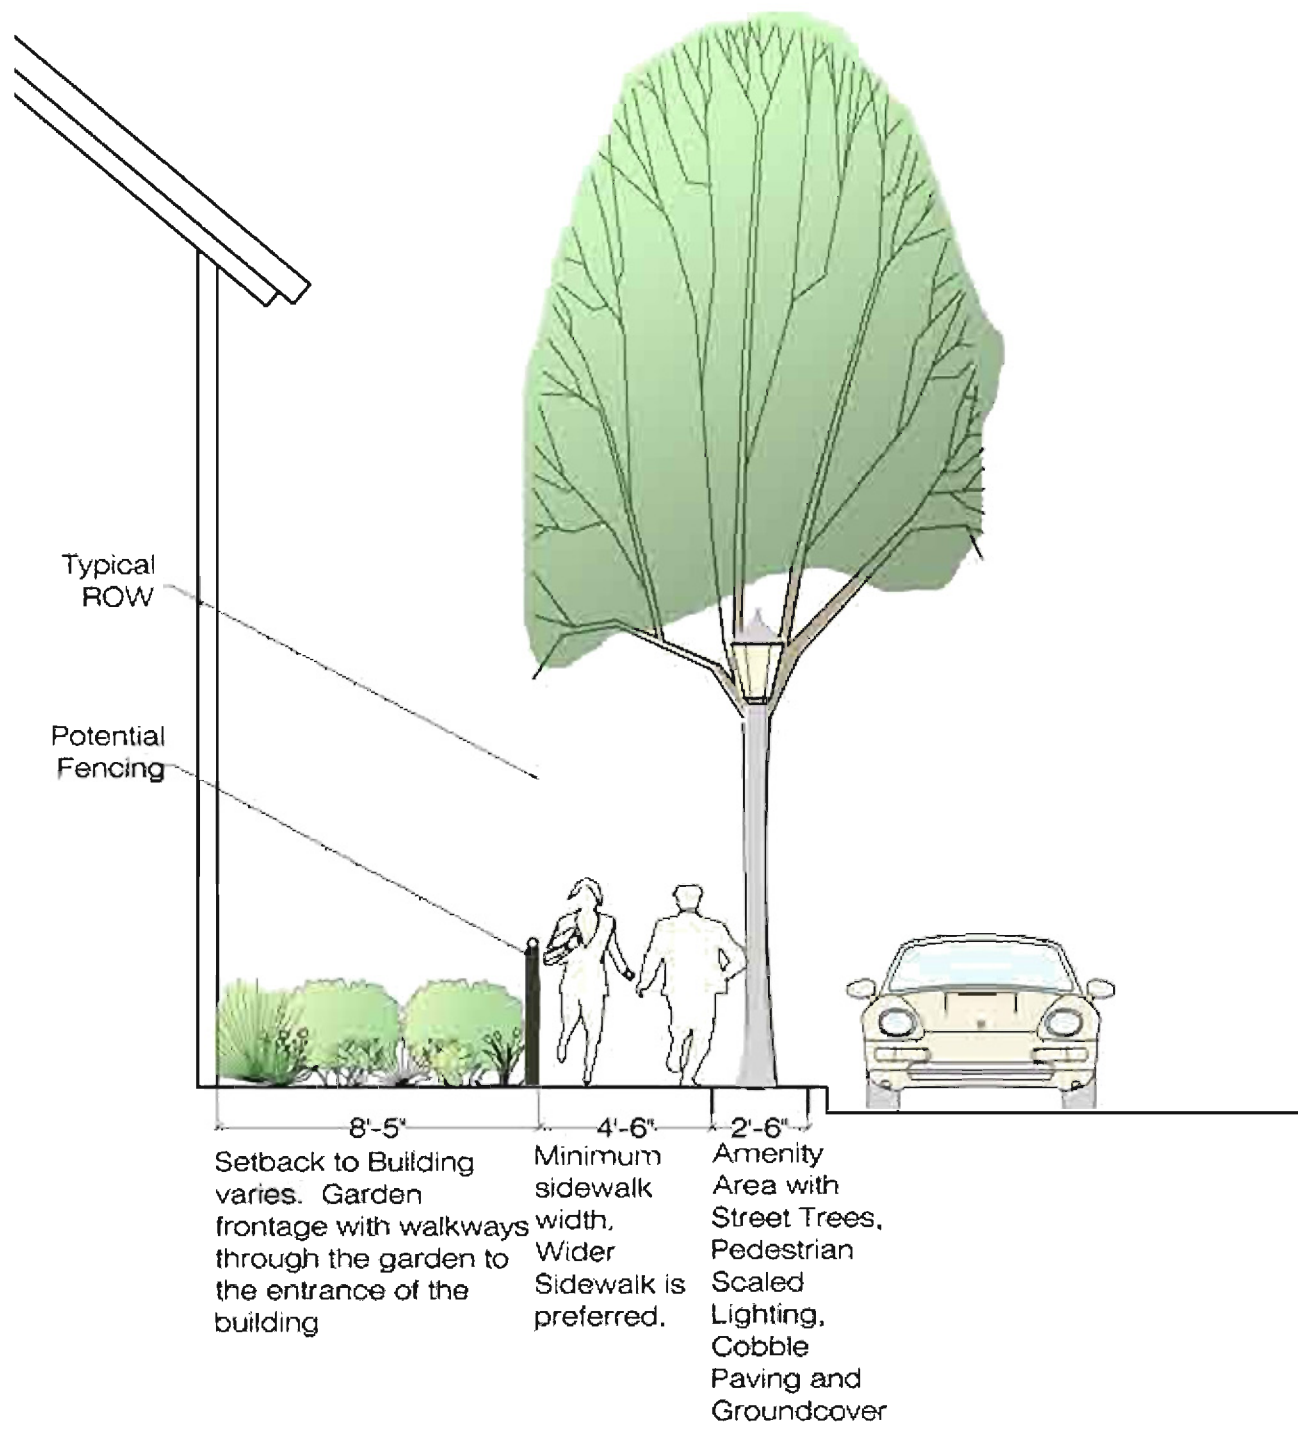 Typical
ROW
Potential
Fencing
8'-5"
4'-6"
2'-6"
Setback to Building
varies. Garden
frontage with walkways
through the garden to
the entrance of the
building
Minimum
sidewalk
width.
Wider
Sidewalk is
preferred.
Amenity
Area with
Street Trees,
Pedestrian
Scaled
Lighting,
Cobble
Paving and
Groundcover